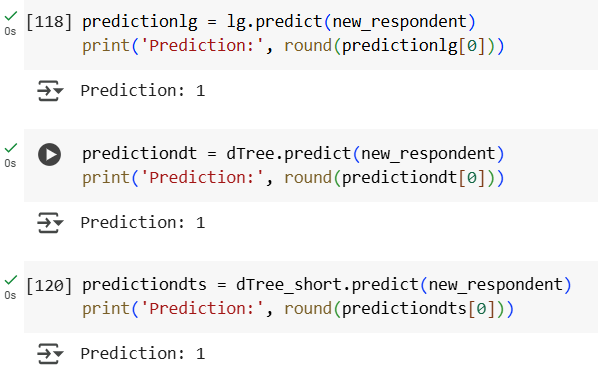 [118] predictionlg = lg.predict(new_respondent)
0s
print('Prediction:', round(predictionlg[0]))
Prediction: 1
predictiondt = dTree.predict(new_respondent)
0s
print('Prediction:', round(predictiondt[0]))
Prediction: 1
[120] predictiondts = dTree_short.predict(new_respondent)
0s
print('Prediction:', round(predictiondts[0]))
Prediction: 1